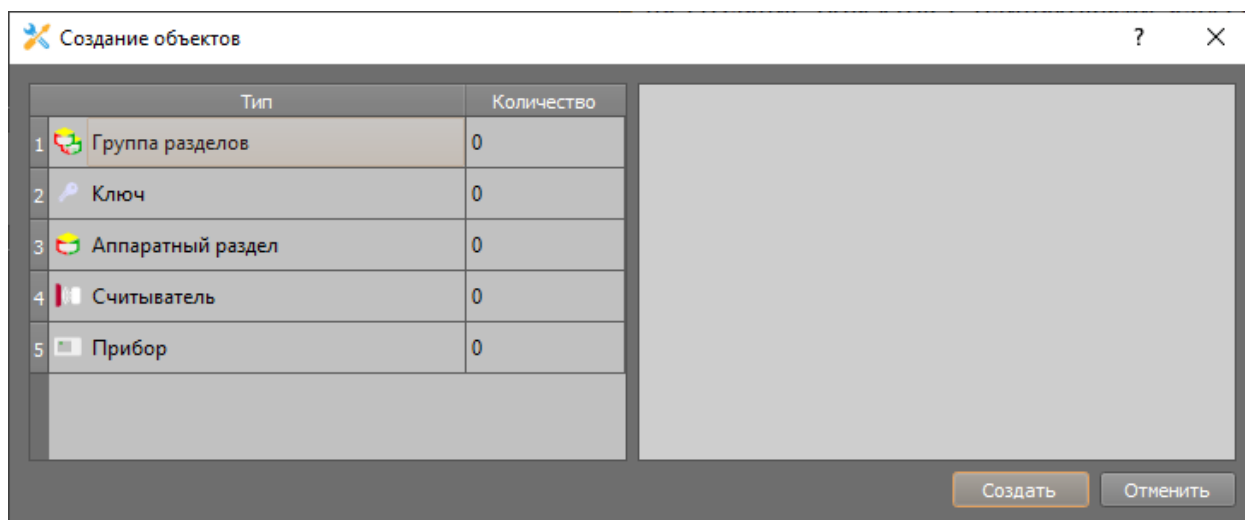 Создание объектов
?
Тип Количество
1 Группа разделов 0
2 Ключ 0
3 Аппаратный раздел 0
4 Считыватель 0
5 Прибор 0
Создать Отменить